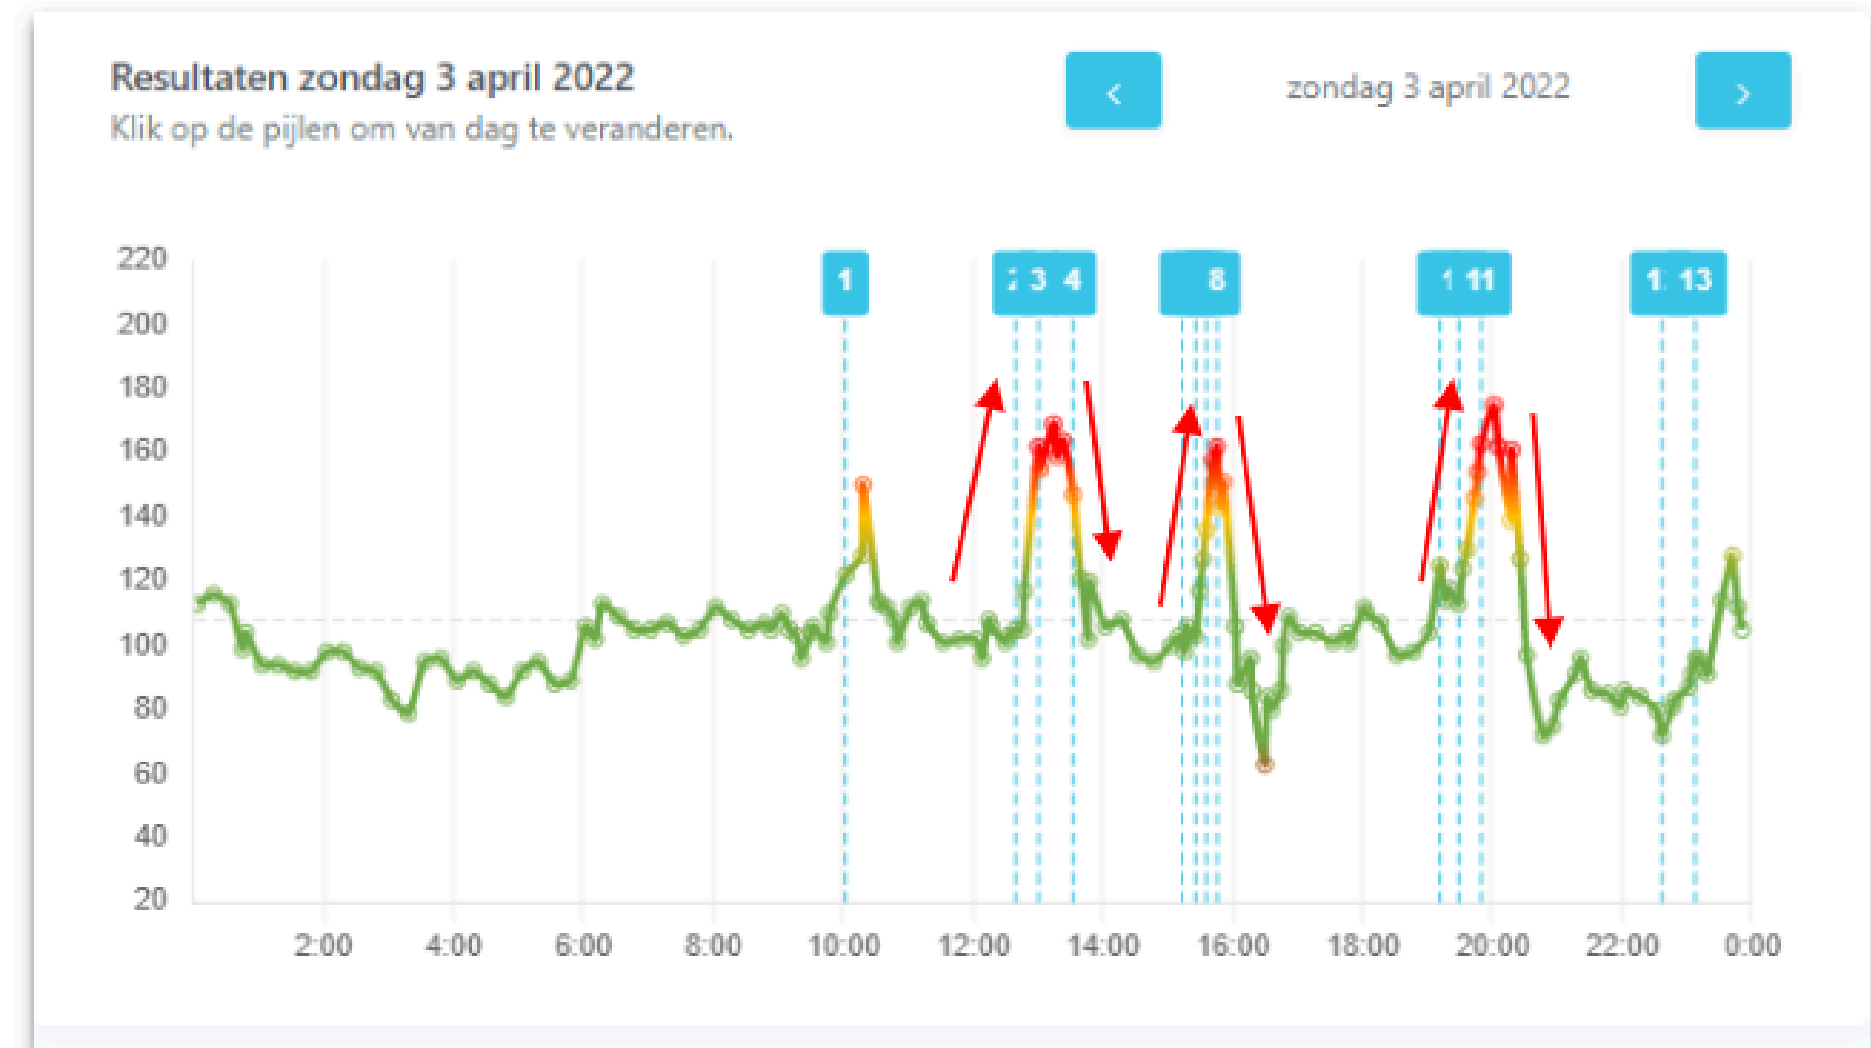 Resultaten zondag 3 april 2022
Klik op de pijlen om van dag te veranderen.
< zondag 3 april 2022 >
1 3 4 8 11 13
220
200
180
160
140
120
100
80
60
40
20
2:00 4:00 6:00 8:00 10:00 12:00 14:00 16:00 18:00 20:00 22:00 0:00